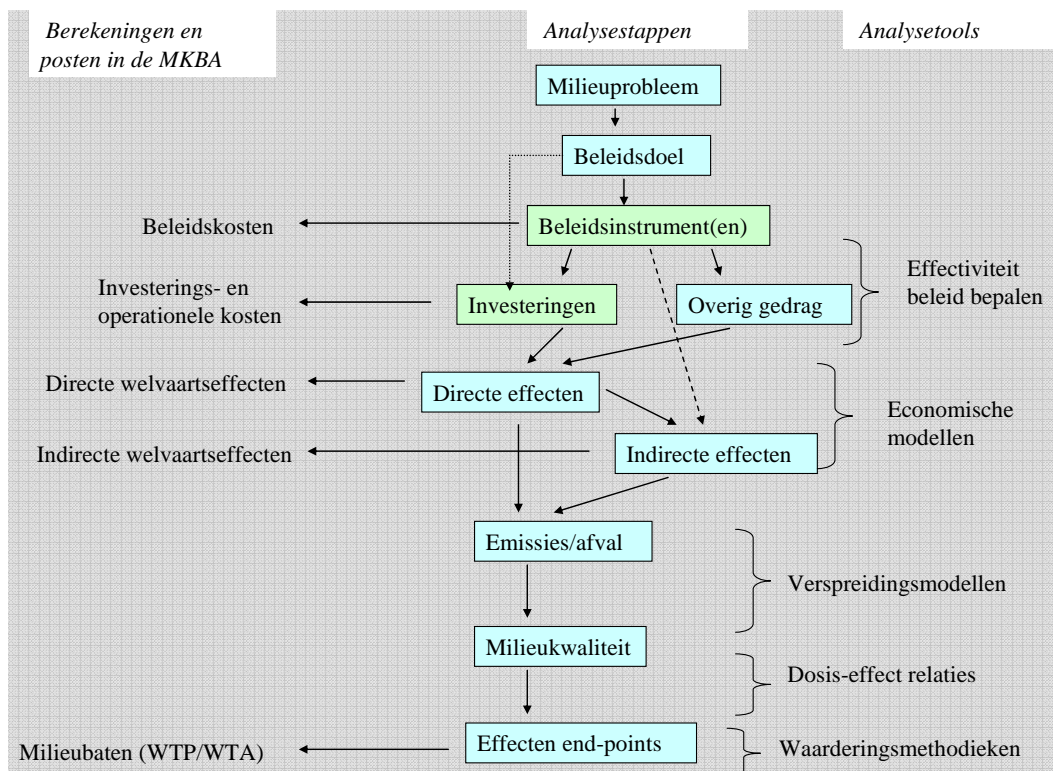 Berekeningen en
posten in de MKBA
Analysestappen
Analysetools
Milieuprobleem
Beleidsdoel
Beleidskosten
Beleidsinstrument(en)
Effectiviteit
beleid bepalen
Investerings- en
operationele kosten
Investeringen
Overig gedrag
Directe welvaartseffecten
Directe effecten
Economische
modellen
Indirecte welvaartseffecten
Indirecte effecten
Emissies/afval
Verspreidingsmodellen
Milieukwaliteit
Dosis-effect relaties
Milieubaten (WTP/WTA)
Effecten end-points
Waarderingsmethodieken